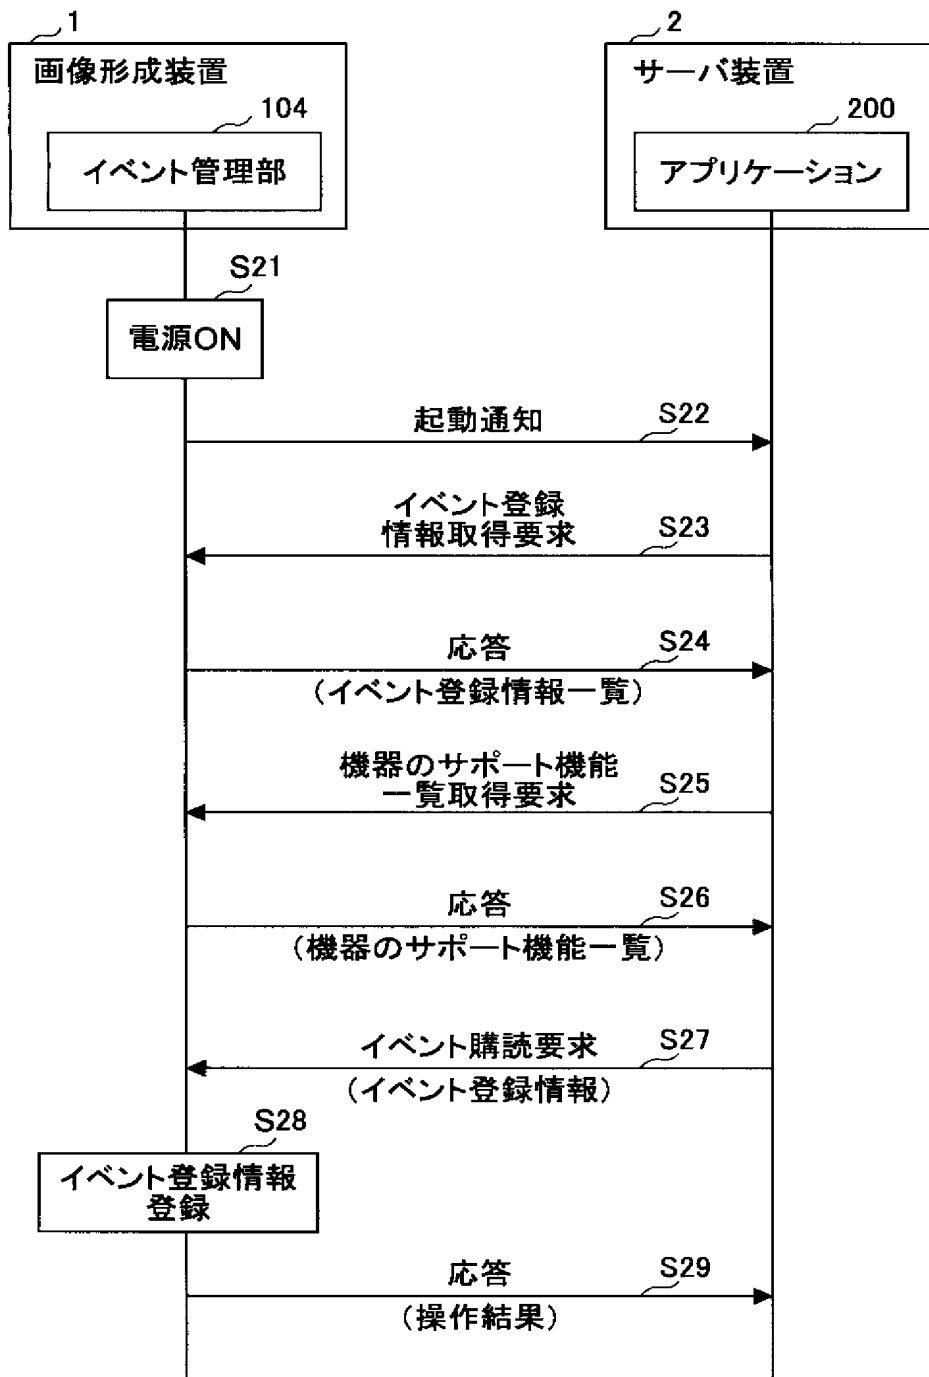 1
画像形成装置
104
イベント管理部
2
サーバ装置
200
アプリケーション
S21
電源ON
起動通知
S22
イベント登録
情報取得要求
S23
応答
S24
(イベント登録情報一覧)
機器のサポート機能
一覧取得要求
S25
応答
S26
(機器のサポート機能一覧)
イベント購読要求
S27
(イベント登録情報)
S28
イベント登録情報
登録
応答
S29
(操作結果)